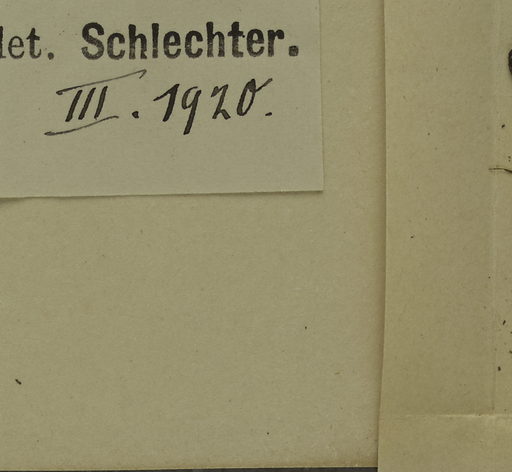 det. Schlechter.
III. 1920.